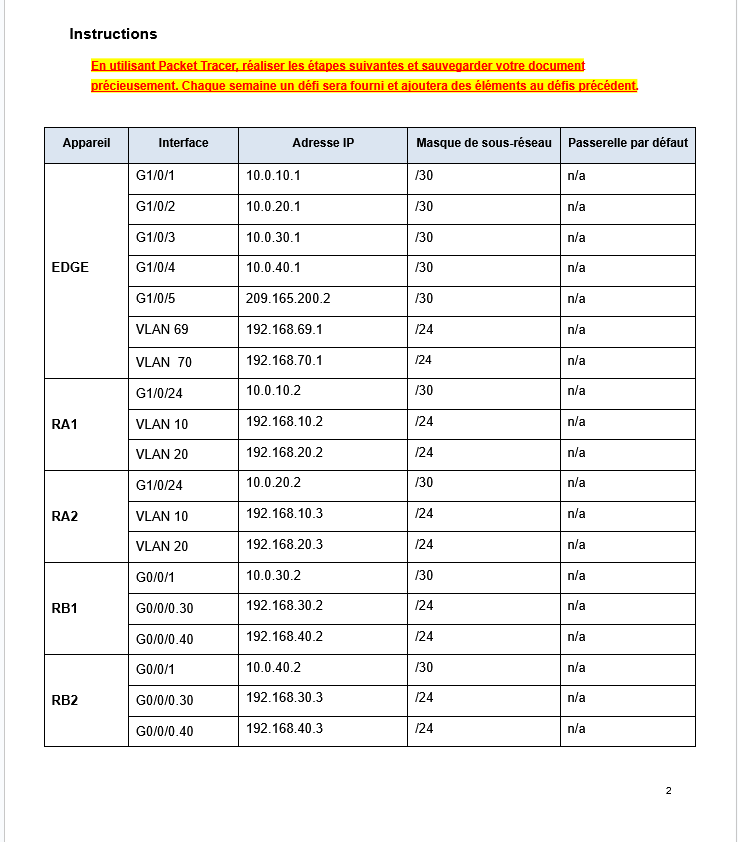 Instructions
En utilisant Packet Tracer, réaliser les étapes suivantes et sauvegarder votre document
précieusement. Chaque semaine un défi sera fourni et ajoutera des éléments au défis précédent.
Appareil Interface Adresse IP Masque de sous-réseau Passerelle par défaut
EDGE
G1/0/1 10.0.10.1 /30 n/a
G1/0/2 10.0.20.1 /30 n/a
G1/0/3 10.0.30.1 /30 n/a
G1/0/4 10.0.40.1 /30 n/a
G1/0/5 209.165.200.2 /30 n/a
VLAN 69 192.168.69.1 /24 n/a
VLAN 70 192.168.70.1 /24 n/a
RA1
G1/0/24 10.0.10.2 /30 n/a
VLAN 10 192.168.10.2 /24 n/a
VLAN 20 192.168.20.2 /24 n/a
RA2
G1/0/24 10.0.20.2 /30 n/a
VLAN 10 192.168.10.3 /24 n/a
VLAN 20 192.168.20.3 /24 n/a
RB1
G0/0/1 10.0.30.2 /30 n/a
G0/0/0.30 192.168.30.2 /24 n/a
G0/0/0.40 192.168.40.2 /24 n/a
RB2
G0/0/1 10.0.40.2 /30 n/a
G0/0/0.30 192.168.30.3 /24 n/a
G0/0/0.40 192.168.40.3 /24 n/a
2